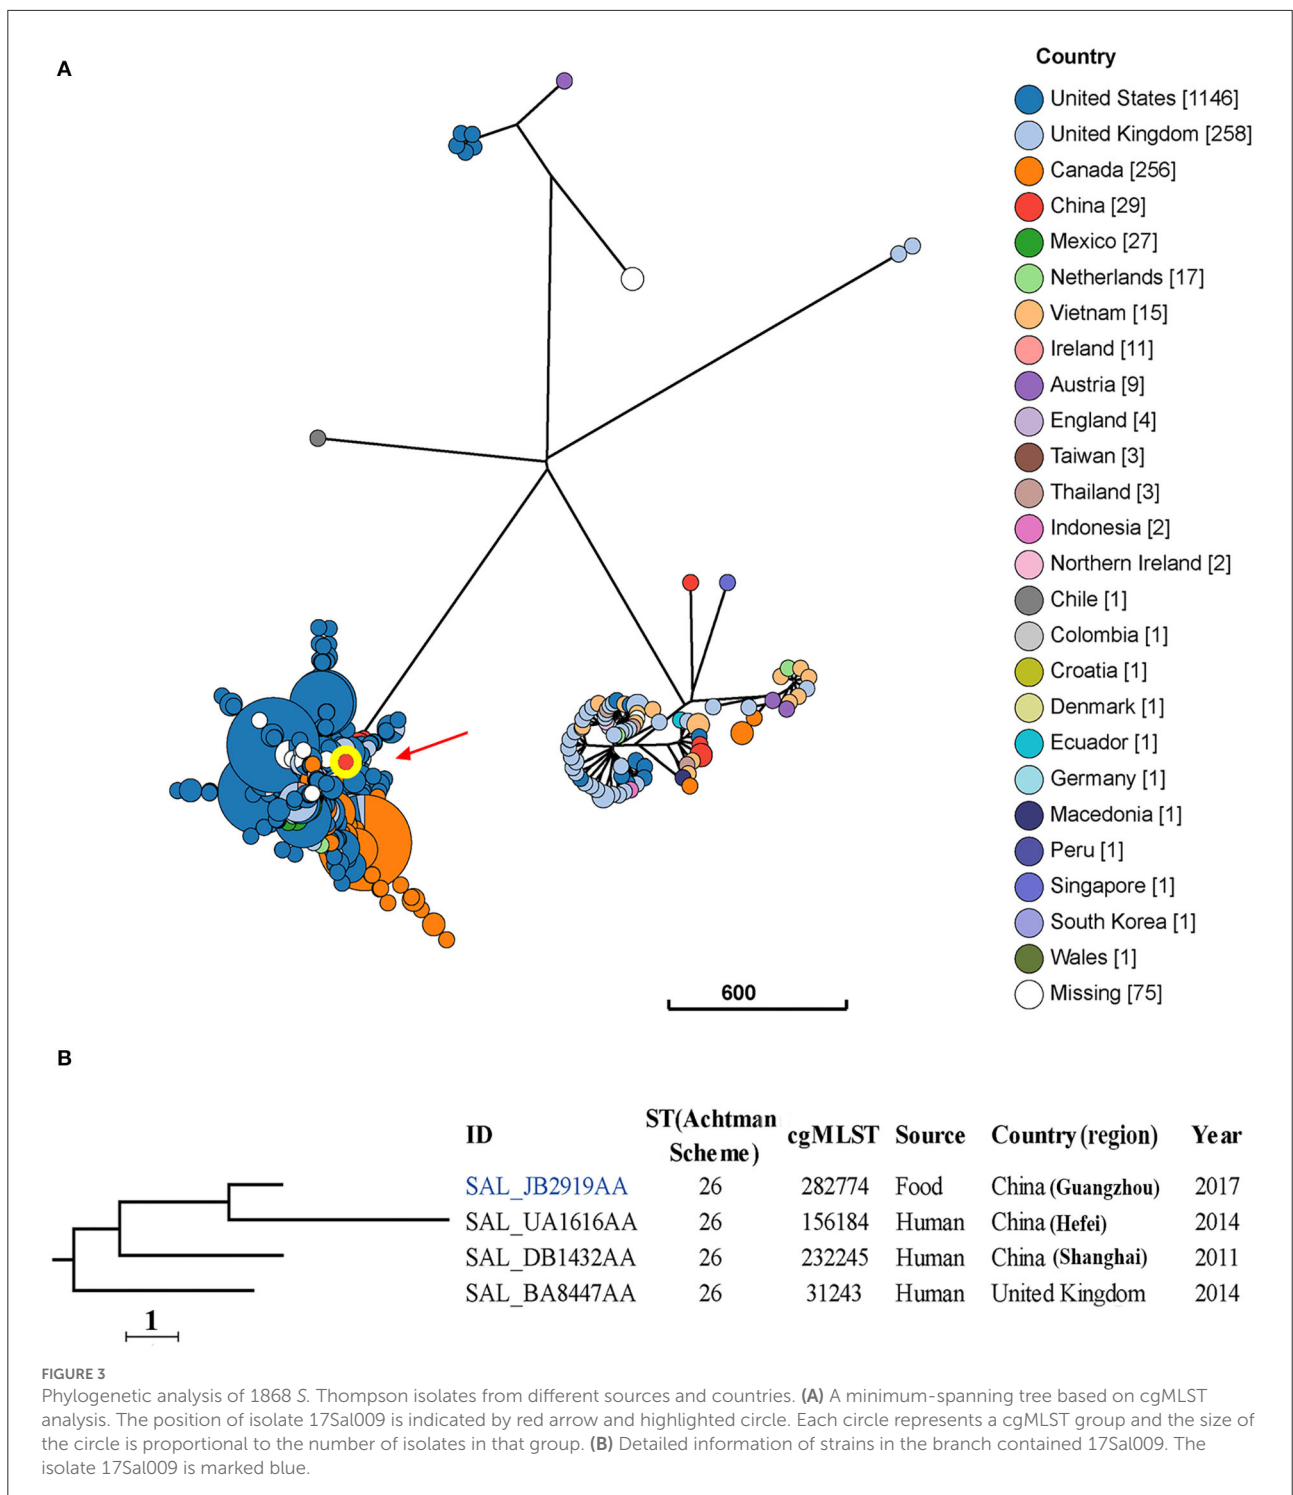 A
Country
United States [1146]
United Kingdom [258]
Canada [256]
China [29]
Mexico [27]
Netherlands [17]
Vietnam [15]
Ireland [11]
Austria [9]
England [4]
Taiwan [3]
Thailand [3]
Indonesia [2]
Northern Ireland [2]
Chile [1]
Colombia [1]
Croatia [1]
Denmark [1]
Ecuador [1]
Germany [1]
Macedonia [1]
Peru [1]
Singapore [1]
South Korea [1]
Wales [1]
Missing [75]
600
B
ID ST(Achtman Scheme) cgMLST Source Country (region) Year
SAL_JB2919AA 26 282774 Food China (Guangzhou) 2017
SAL_UA1616AA 26 156184 Human China (Hefei) 2014
SAL_DB1432AA 26 232245 Human China (Shanghai) 2011
SAL_BA8447AA 26 31243 Human United Kingdom 2014
1
FIGURE 3
Phylogenetic analysis of 1868 S. Thompson isolates from different sources and countries. (A) A minimum-spanning tree based on cgMLST
analysis. The position of isolate 17Sal009 is indicated by red arrow and highlighted circle. Each circle represents a cgMLST group and the size of
the circle is proportional to the number of isolates in that group. (B) Detailed information of strains in the branch contained 17Sal009. The
isolate 17Sal009 is marked blue.